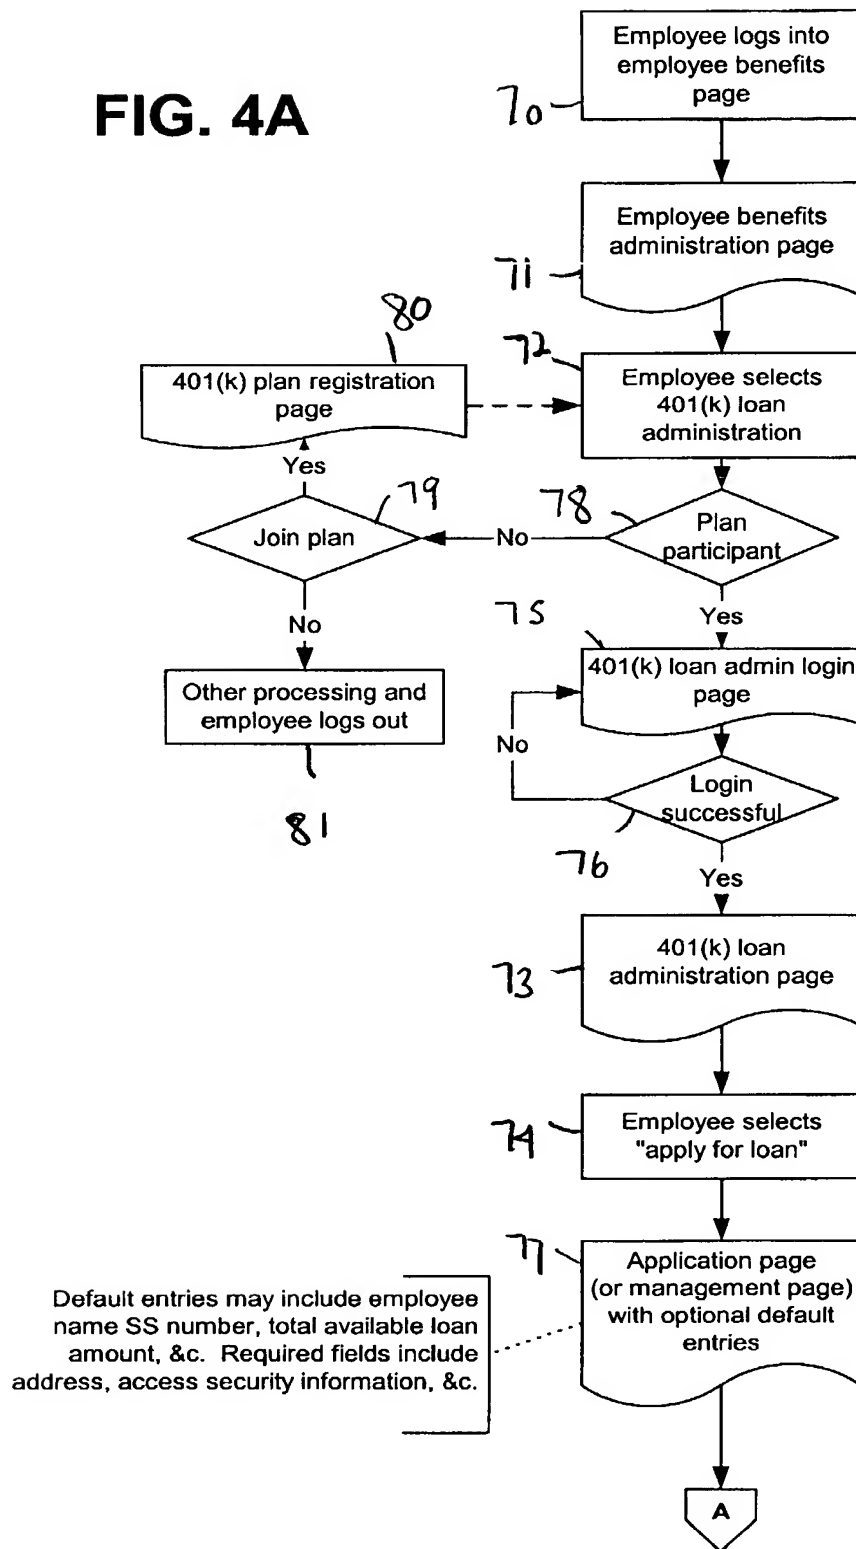 FIG. 4A
Employee logs into
employee benefits
page
70
Employee benefits
administration page
71
80
72
401(k) plan registration
page
Employee selects
401(k) loan
administration
Yes
79
78
Join plan
No
Plan
participant
75
Yes
No
401(k) loan admin login
page
Other processing and
employee logs out
No
81
Login
successful
76
Yes
401(k) loan
administration page
73
Employee selects
"apply for loan"
74
77
Application page
(or management page)
with optional default
entries
Default entries may include employee
name SS number, total available loan
amount, &c. Required fields include
address, access security information, &c.
A